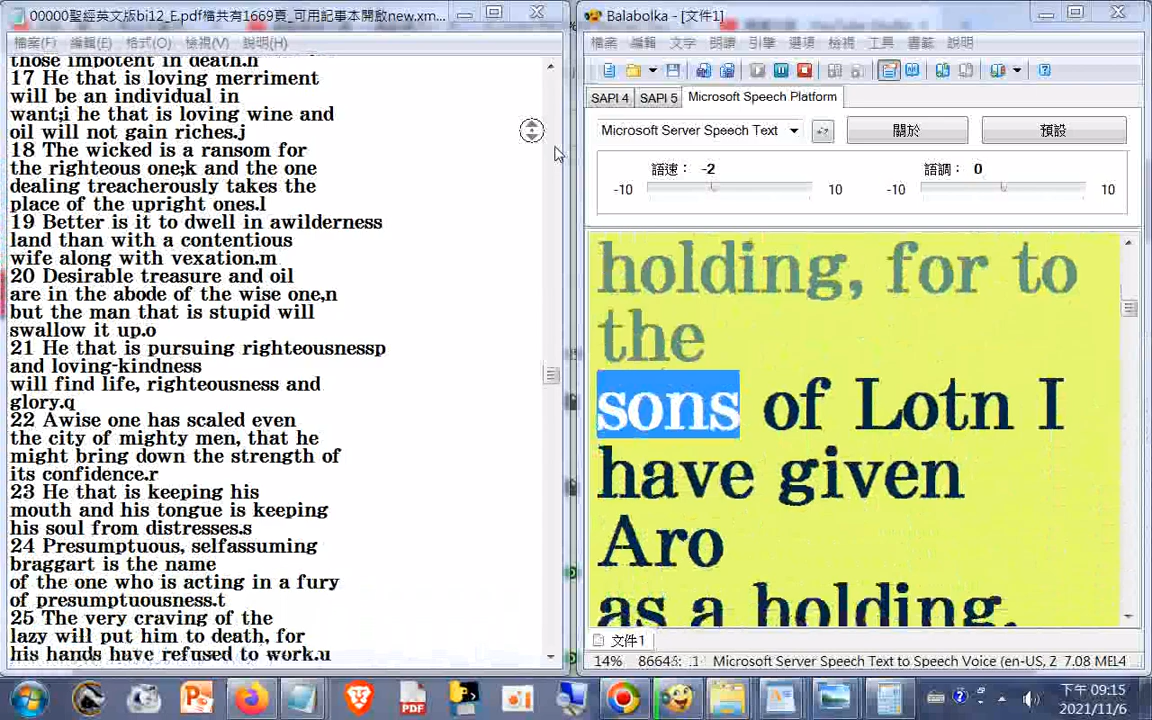 00000聖經英文版bi12_E.pdf檔共有1669頁_可用記事本開啟new.xm...
檔案(F) 編輯(E) 格式(O) 檢視(V) 說明(H)
those impotent in death.h
17 He that is loving merriment
will be an individual in
want;i he that is loving wine and
oil will not gain riches.j
18 The wicked is a ransom for
the righteous one;k and the one
dealing treacherously takes the
place of the upright ones.l
19 Better is it to dwell in awilderness
land than with a contentious
wife along with vexation.m
20 Desirable treasure and oil
are in the abode of the wise one,n
but the man that is stupid will
swallow it up.o
21 He that is pursuing righteousnessp
and loving-kindness
will find life, righteousness and
glory.q
22 Awise one has scaled even
the city of mighty men, that he
might bring down the strength of
its confidence.r
23 He that is keeping his
mouth and his tongue is keeping
his soul from distresses.s
24 Presumptuous, selfassuming
braggart is the name
of the one who is acting in a fury
of presumptuousness.t
25 The very craving of the
lazy will put him to death, for
his hands have refused to work.u
Balabolka - [文件1]
檔案 編輯 文字 朗讀 引擎 選項 檢視 工具 書籤 說明
SAPI 4 SAPI 5 Microsoft Speech Platform
Microsoft Server Speech Text 關於 預設
語速: -2 語調: 0
-10 10 -10 10
holding, for to
the
sons of Lotn I
have given
Aro
as a holding.
文件1
14% Microsoft Server Speech Text to Speech Voice (en-US, Z 7.08 ME
下午 09:15
2021/11/6